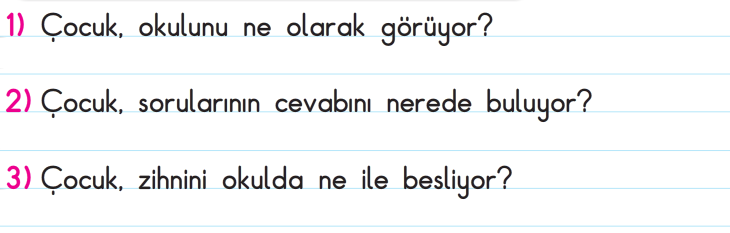 1) Çocuk, okulunu ne olarak görüyor?
2) Çocuk, sorularının cevabını nerede buluyor?
3) Çocuk, zihnini okulda ne ile besliyor?